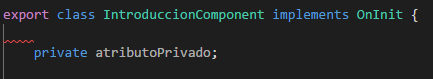 export class IntroduccionComponent implements OnInit {
private atributoPrivado;